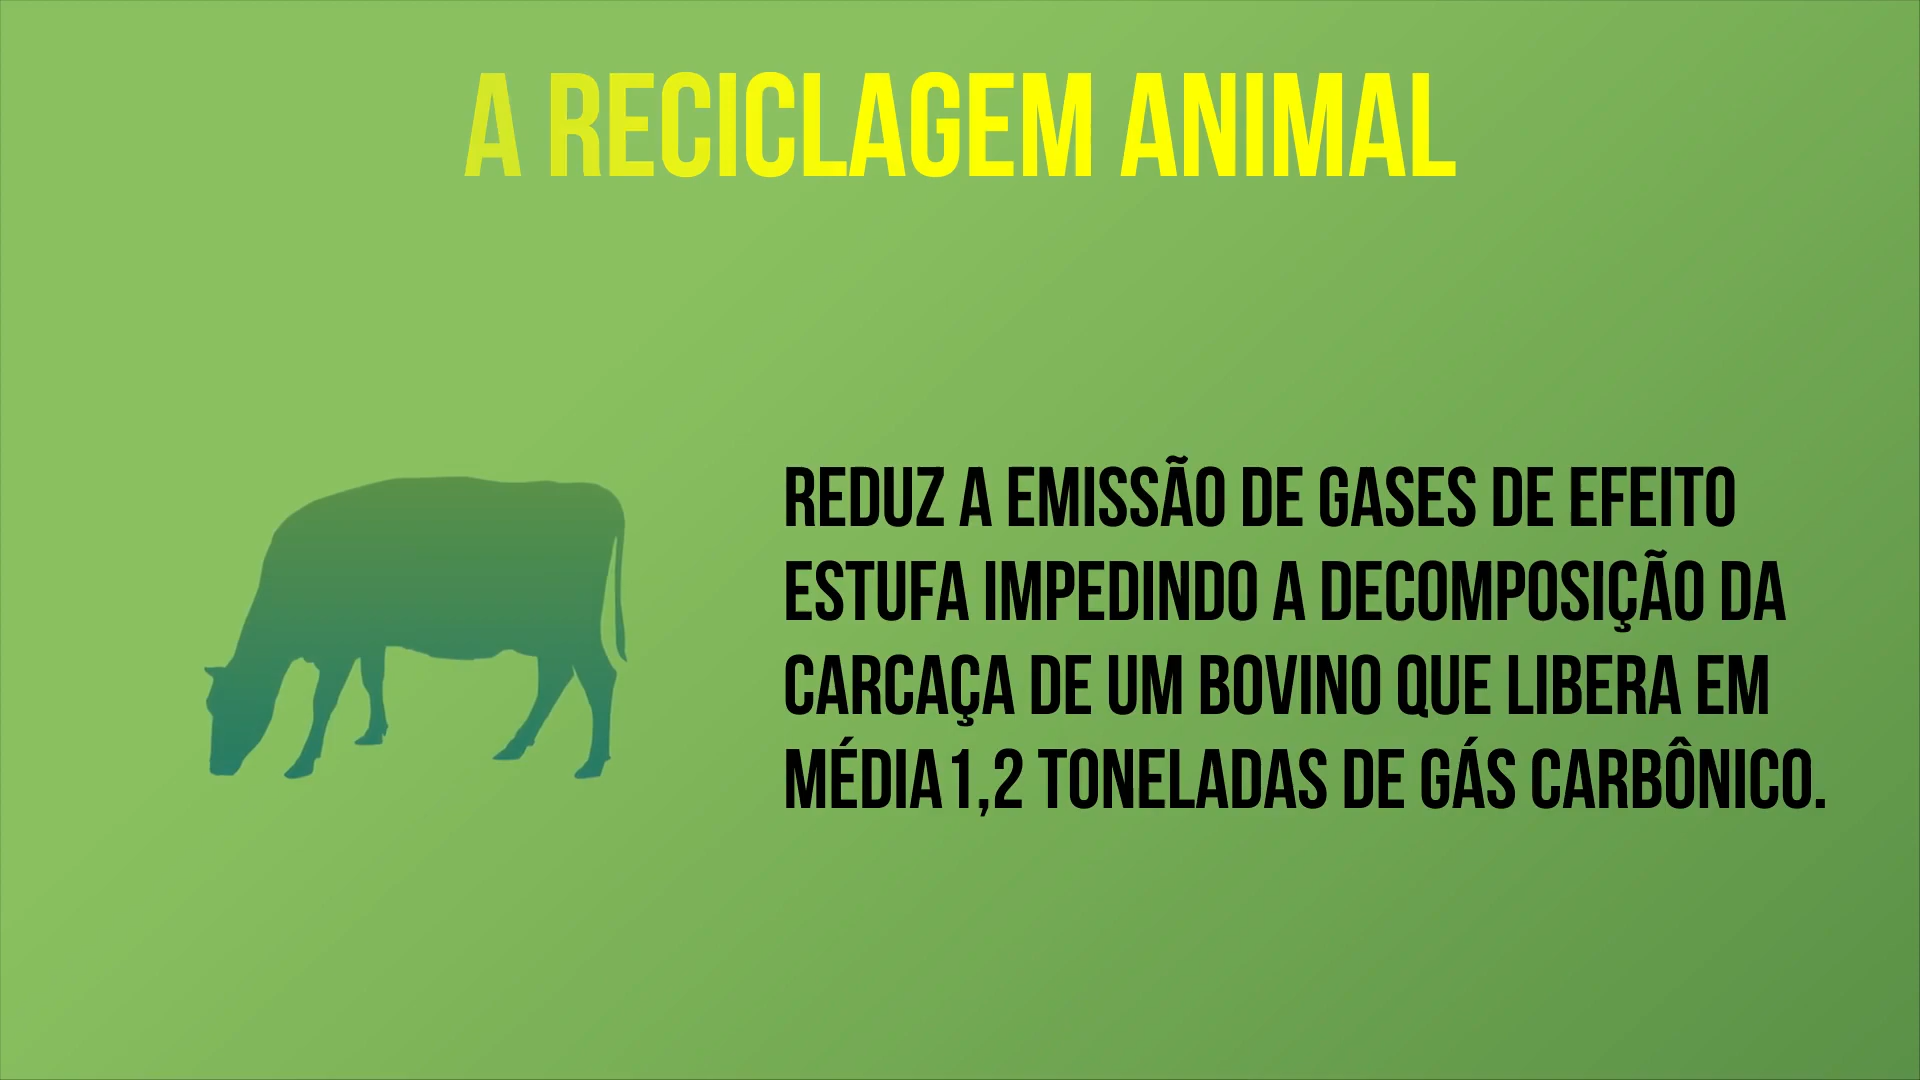 A RECICLAGEM ANIMAL
REDUZ A EMISSÃO DE GASES DE EFEITO
ESTUFA IMPEDINDO A DECOMPOSIÇÃO DA
CARCAÇA DE UM BOVINO QUE LIBERA EM
MÉDIA1,2 TONELADAS DE GÁS CARBÔNICO.